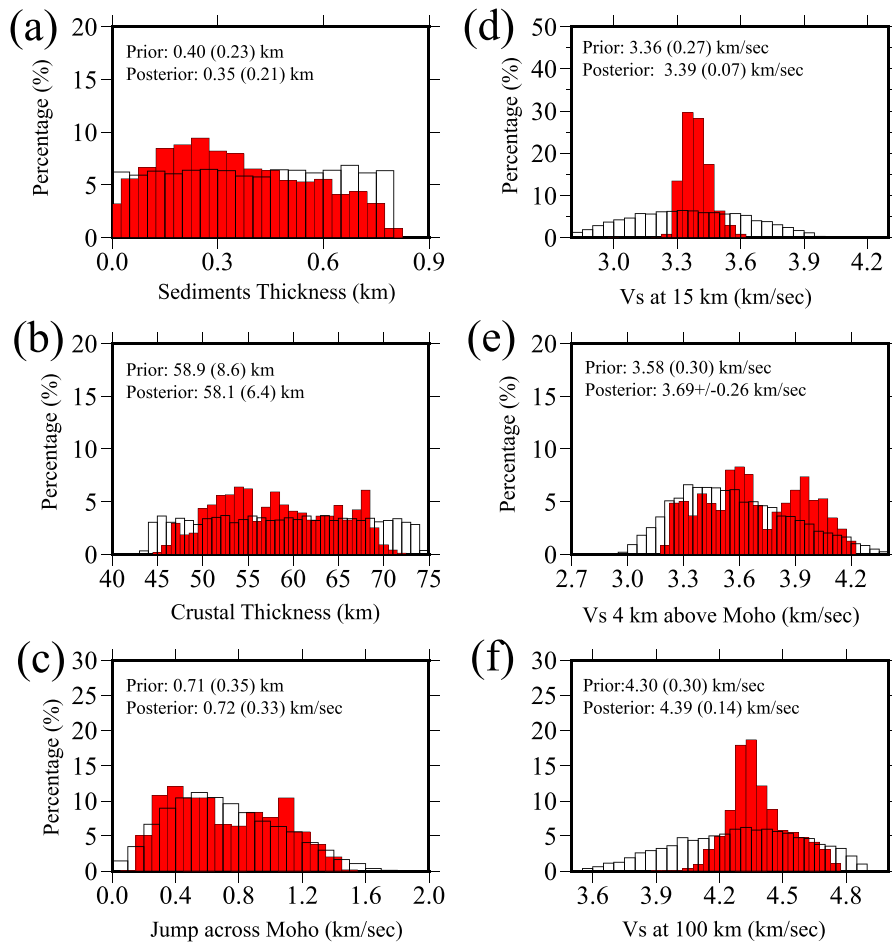 (a)
20
15
10
5
0
Percentage (%)
Prior: 0.40 (0.23) km
Posterior: 0.35 (0.21) km
0.0 0.3 0.6 0.9
Sediments Thickness (km)
(d)
50
40
30
20
10
0
Percentage (%)
Prior: 3.36 (0.27) km/sec
Posterior: 3.39 (0.07) km/sec
3.0 3.3 3.6 3.9 4.2
Vs at 15 km (km/sec)
(b)
20
15
10
5
0
Percentage (%)
Prior: 58.9 (8.6) km
Posterior: 58.1 (6.4) km
40 45 50 55 60 65 70 75
Crustal Thickness (km)
(e)
20
15
10
5
0
Percentage (%)
Prior: 3.58 (0.30) km/sec
Posterior: 3.69+/-0.26 km/sec
2.7 3.0 3.3 3.6 3.9 4.2
Vs 4 km above Moho (km/sec)
(c)
30
25
20
15
10
5
0
Percentage (%)
Prior: 0.71 (0.35) km
Posterior: 0.72 (0.33) km/sec
0.0 0.4 0.8 1.2 1.6 2.0
Jump across Moho (km/sec)
(f)
30
25
20
15
10
5
0
Percentage (%)
Prior:4.30 (0.30) km/sec
Posterior: 4.39 (0.14) km/sec
3.6 3.9 4.2 4.5 4.8
Vs at 100 km (km/sec)